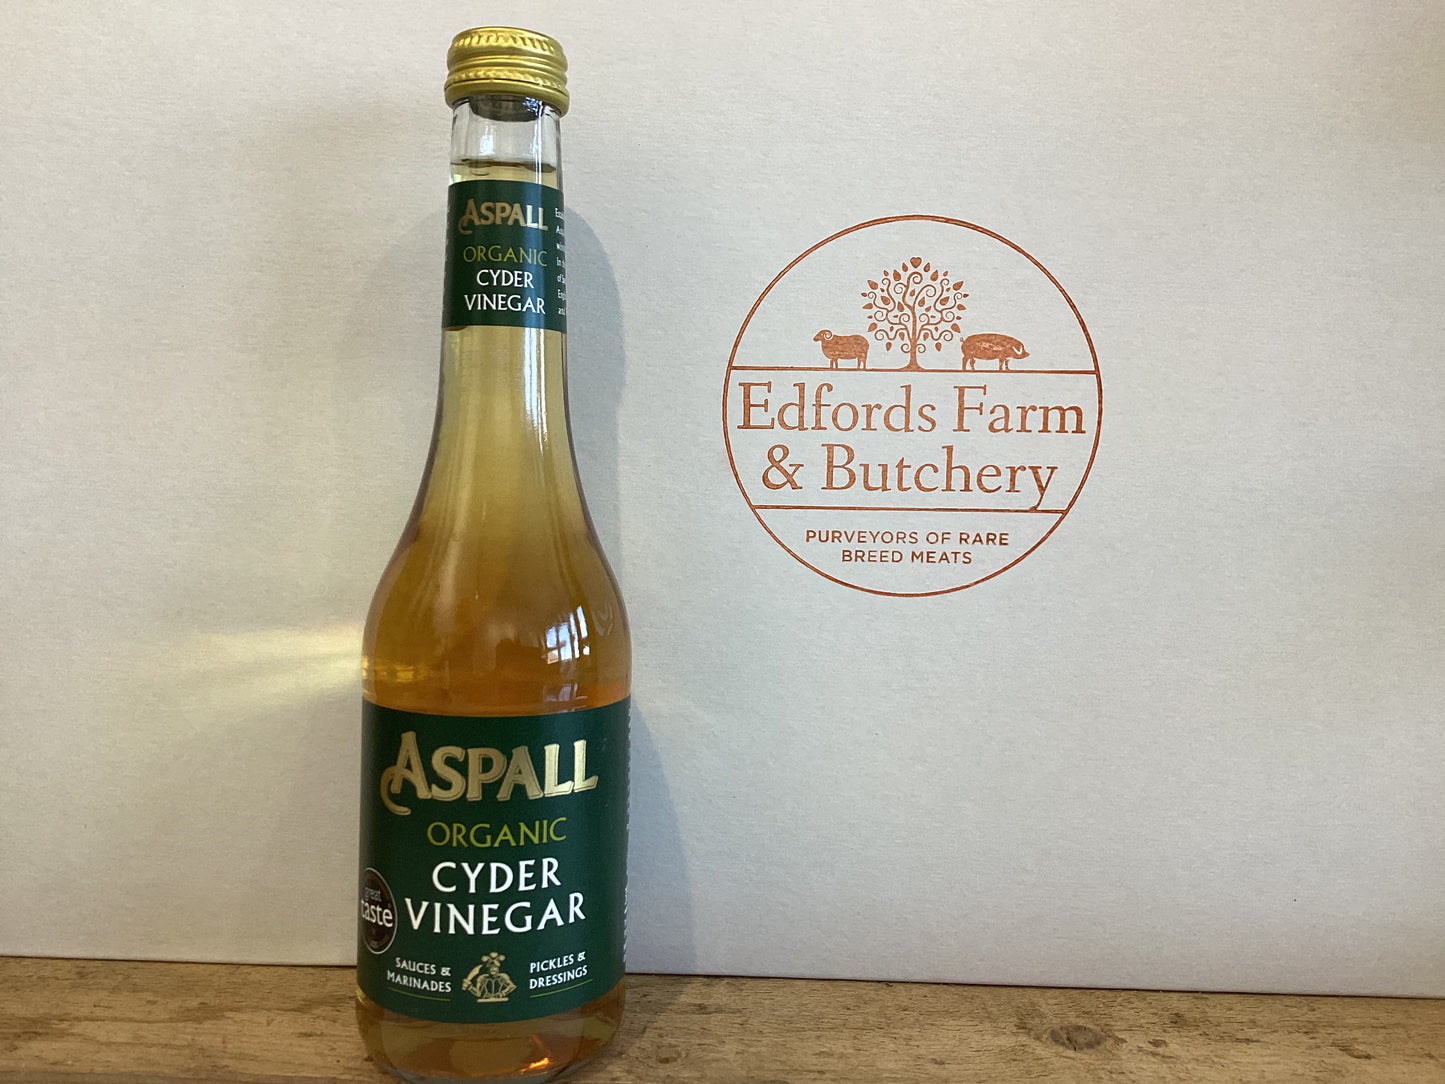 ASPALL
ORGANIC
CYDER
VINEGAR
ASPALL
ORGANIC
CYDER
VINEGAR
great
taste
SAUCES &
MARINADES
PICKLES &
DRESSINGS
Edfords Farm
& Butchery
PURVEYORS OF RARE
BREED MEATS